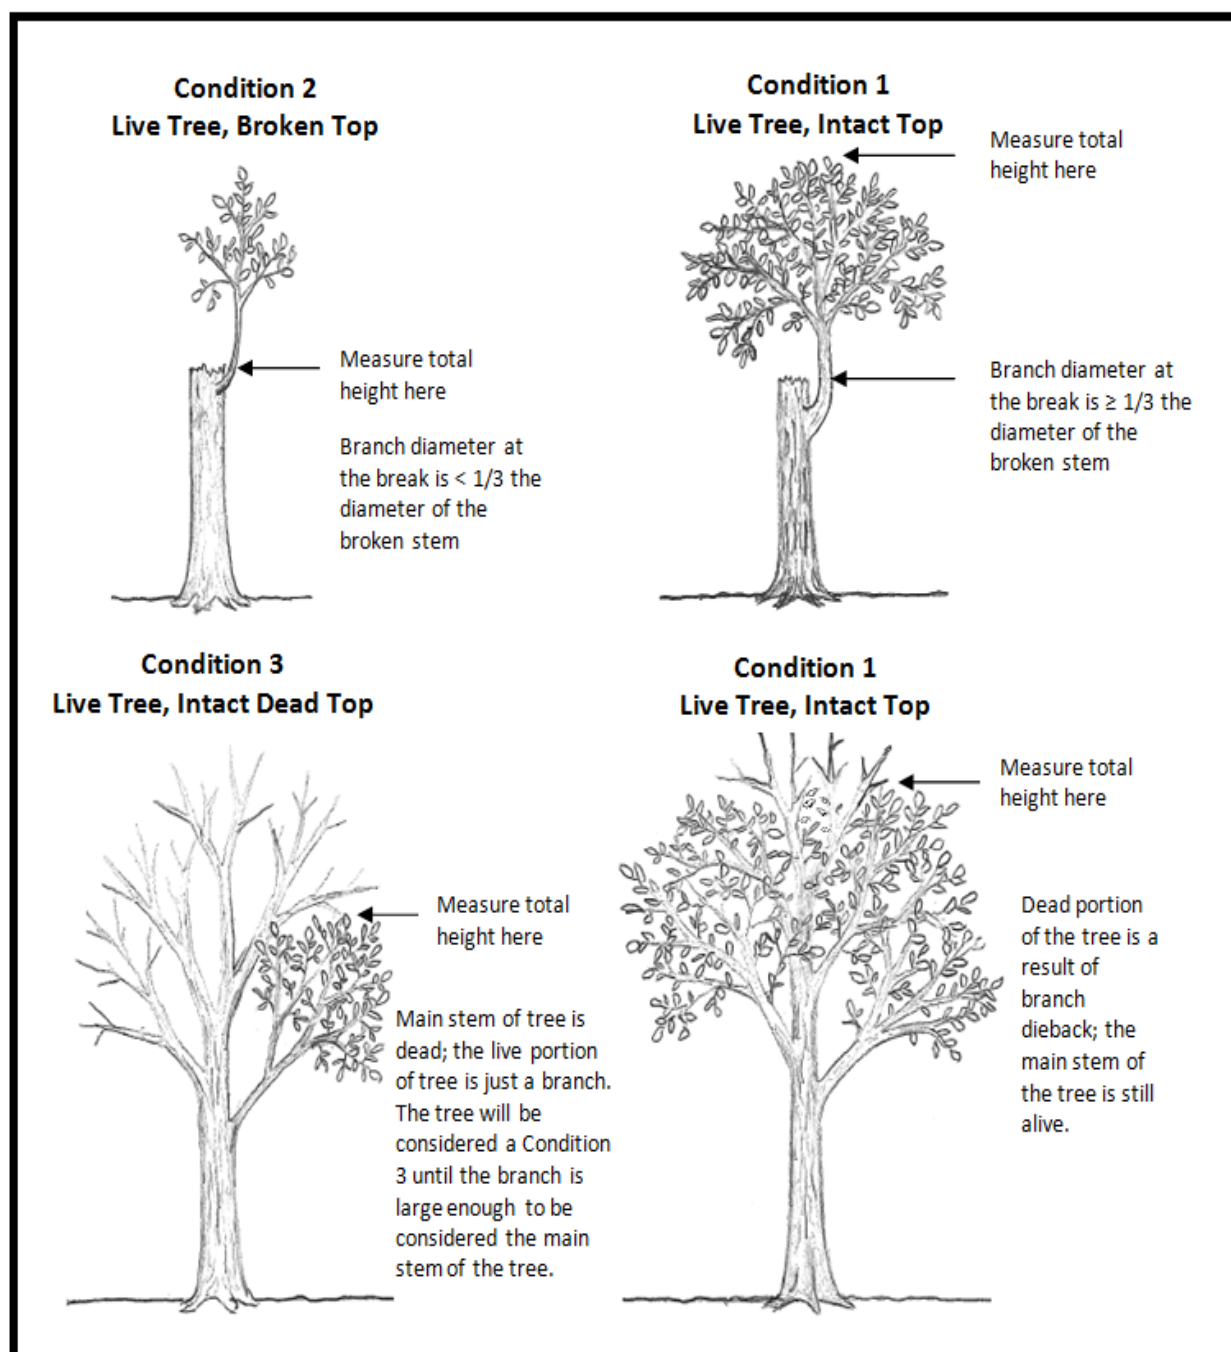 Condition 2
Live Tree, Broken Top
Measure total
height here
Branch diameter at
the break is < 1/3 the
diameter of the
broken stem
Condition 1
Live Tree, Intact Top
Measure total
height here
Branch diameter at
the break is ≥ 1/3 the
diameter of the
broken stem
Condition 3
Live Tree, Intact Dead Top
Measure total
height here
Main stem of tree is
dead; the live portion
of tree is just a branch.
The tree will be
considered a Condition
3 until the branch is
large enough to be
considered the main
stem of the tree.
Condition 1
Live Tree, Intact Top
Measure total
height here
Dead portion
of the tree is a
result of
branch
dieback; the
main stem of
the tree is still
alive.